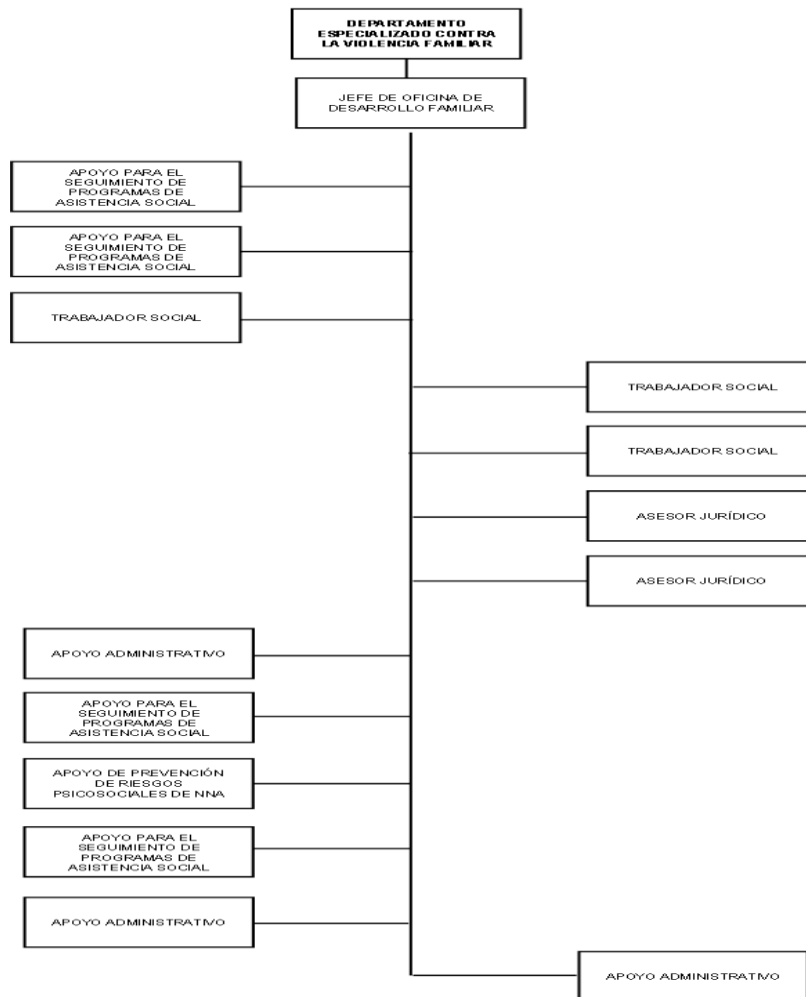 DEPARTAMENTO
ESPECIALIZADO CONTRA
LA VIOLENCIA FAMILIAR
JEFE DE OFICINA DE
DESARROLLO FAMILIAR
APOYO PARA EL
SEGUIMIENTO DE
PROGRAMAS DE
ASISTENCIA SOCIAL
APOYO PARA EL
SEGUIMIENTO DE
PROGRAMAS DE
ASISTENCIA SOCIAL
TRABAJADOR SOCIAL
TRABAJADOR SOCIAL
TRABAJADOR SOCIAL
ASESOR JURÍDICO
ASESOR JURÍDICO
APOYO ADMINISTRATIVO
APOYO PARA EL
SEGUIMIENTO DE
PROGRAMAS DE
ASISTENCIA SOCIAL
APOYO DE PREVENCIÓN
DE RIESGOS
PSICOSOCIALES DE NNA
APOYO PARA EL
SEGUIMIENTO DE
PROGRAMAS DE
ASISTENCIA SOCIAL
APOYO ADMINISTRATIVO
APOYO ADMINISTRATIVO